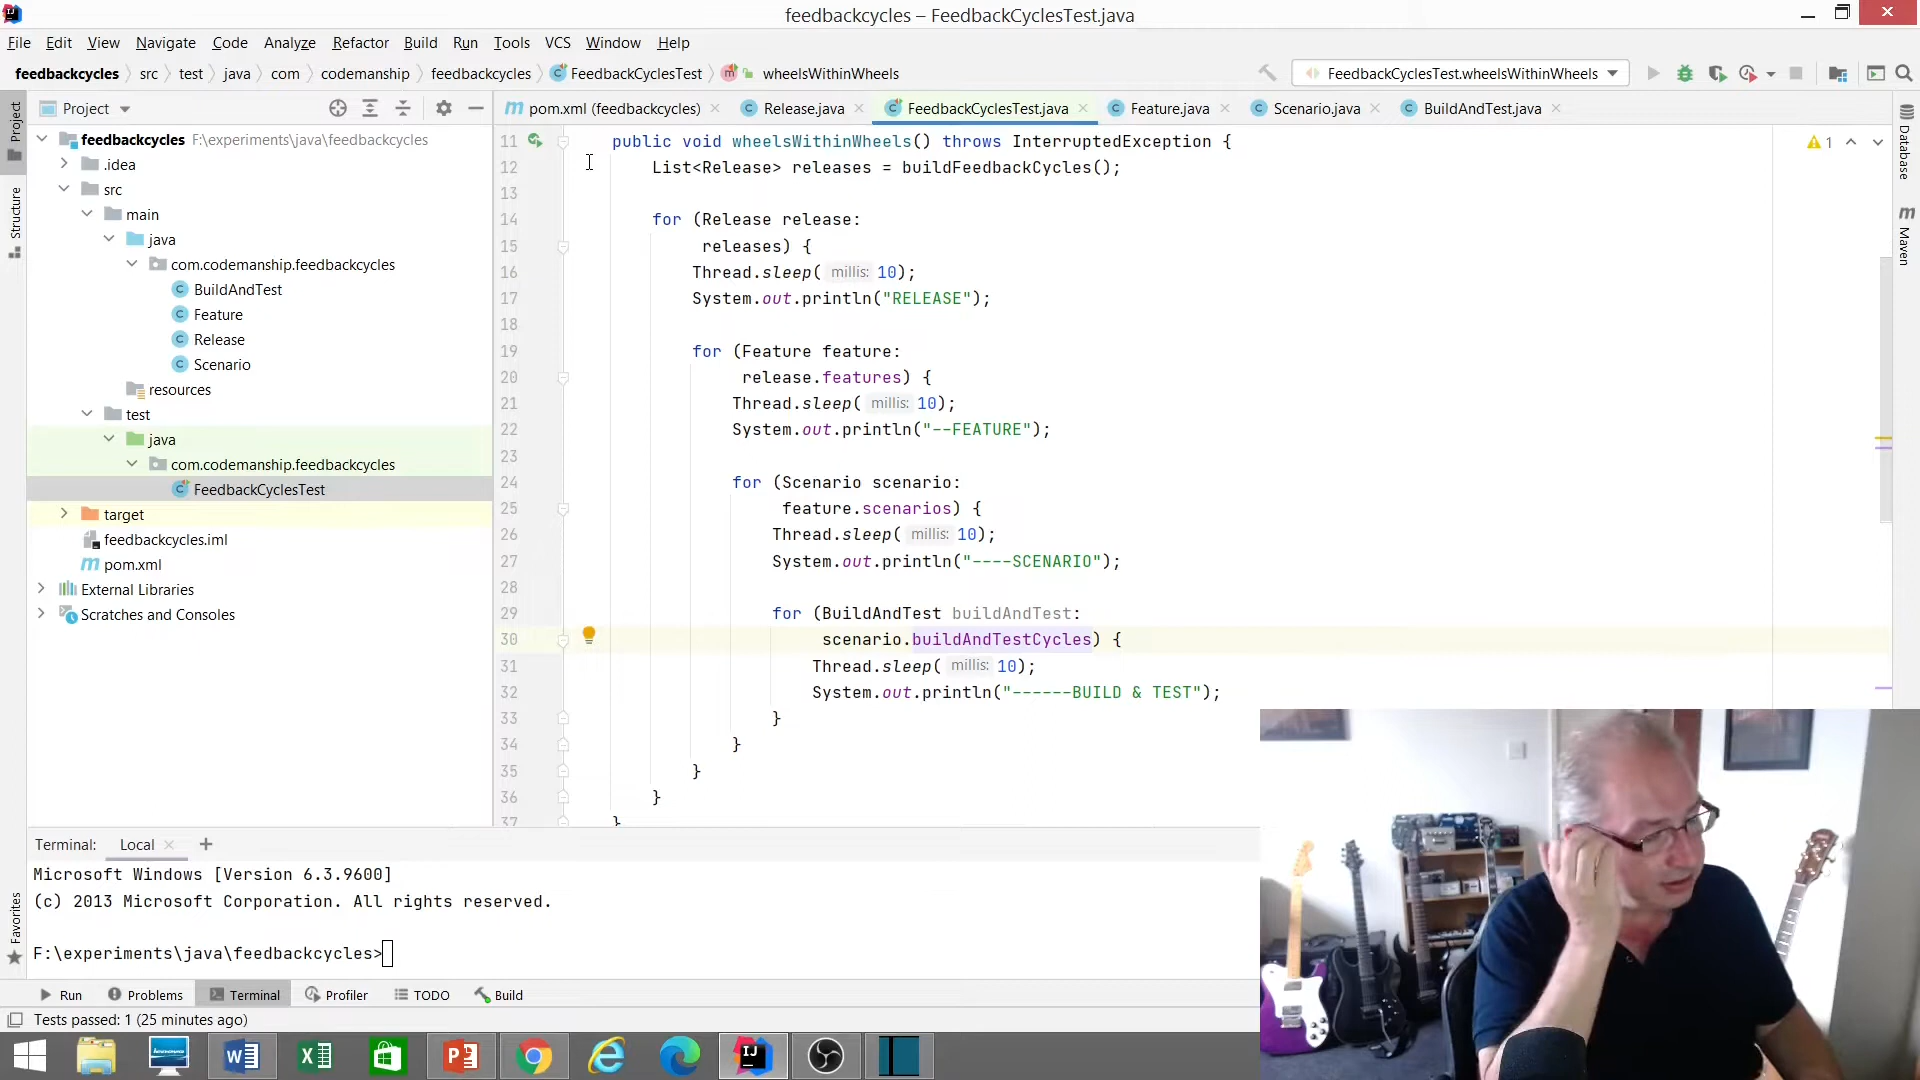 feedbackcycles – FeedbackCyclesTest.java
File Edit View Navigate Code Analyze Refactor Build Run Tools VCS Window Help
feedbackcycles src test java com codemanship feedbackcycles FeedbackCyclesTest m wheelsWithinWheels FeedbackCyclesTest.wheelsWithinWheels
Project
pom.xml (feedbackcycles) Release.java FeedbackCyclesTest.java Feature.java Scenario.java BuildAndTest.java
Project
Structure
Favorites
feedbackcycles F:\experiments\java\feedbackcycles
.idea
src
main
java
com.codemanship.feedbackcycles
BuildAndTest
Feature
Release
Scenario
resources
test
java
com.codemanship.feedbackcycles
FeedbackCyclesTest
target
feedbackcycles.iml
pom.xml
External Libraries
Scratches and Consoles
11 public void wheelsWithinWheels() throws InterruptedException {
12 List<Release> releases = buildFeedbackCycles();
13
14 for (Release release:
15 releases) {
16 Thread.sleep( millis: 10);
17 System.out.println("RELEASE");
18
19 for (Feature feature:
20 release.features) {
21 Thread.sleep( millis: 10);
22 System.out.println("--FEATURE");
23
24 for (Scenario scenario:
25 feature.scenarios) {
26 Thread.sleep( millis: 10);
27 System.out.println("----SCENARIO");
28
29 for (BuildAndTest buildAndTest:
30 scenario.buildAndTestCycles) {
31 Thread.sleep( millis: 10);
32 System.out.println("------BUILD & TEST");
33 }
34 }
35 }
36 }
37 }
1
Database
m Maven
Terminal: Local
Microsoft Windows [Version 6.3.9600]
(c) 2013 Microsoft Corporation. All rights reserved.
F:\experiments\java\feedbackcycles>
Run Problems Terminal Profiler TODO Build
Tests passed: 1 (25 minutes ago)